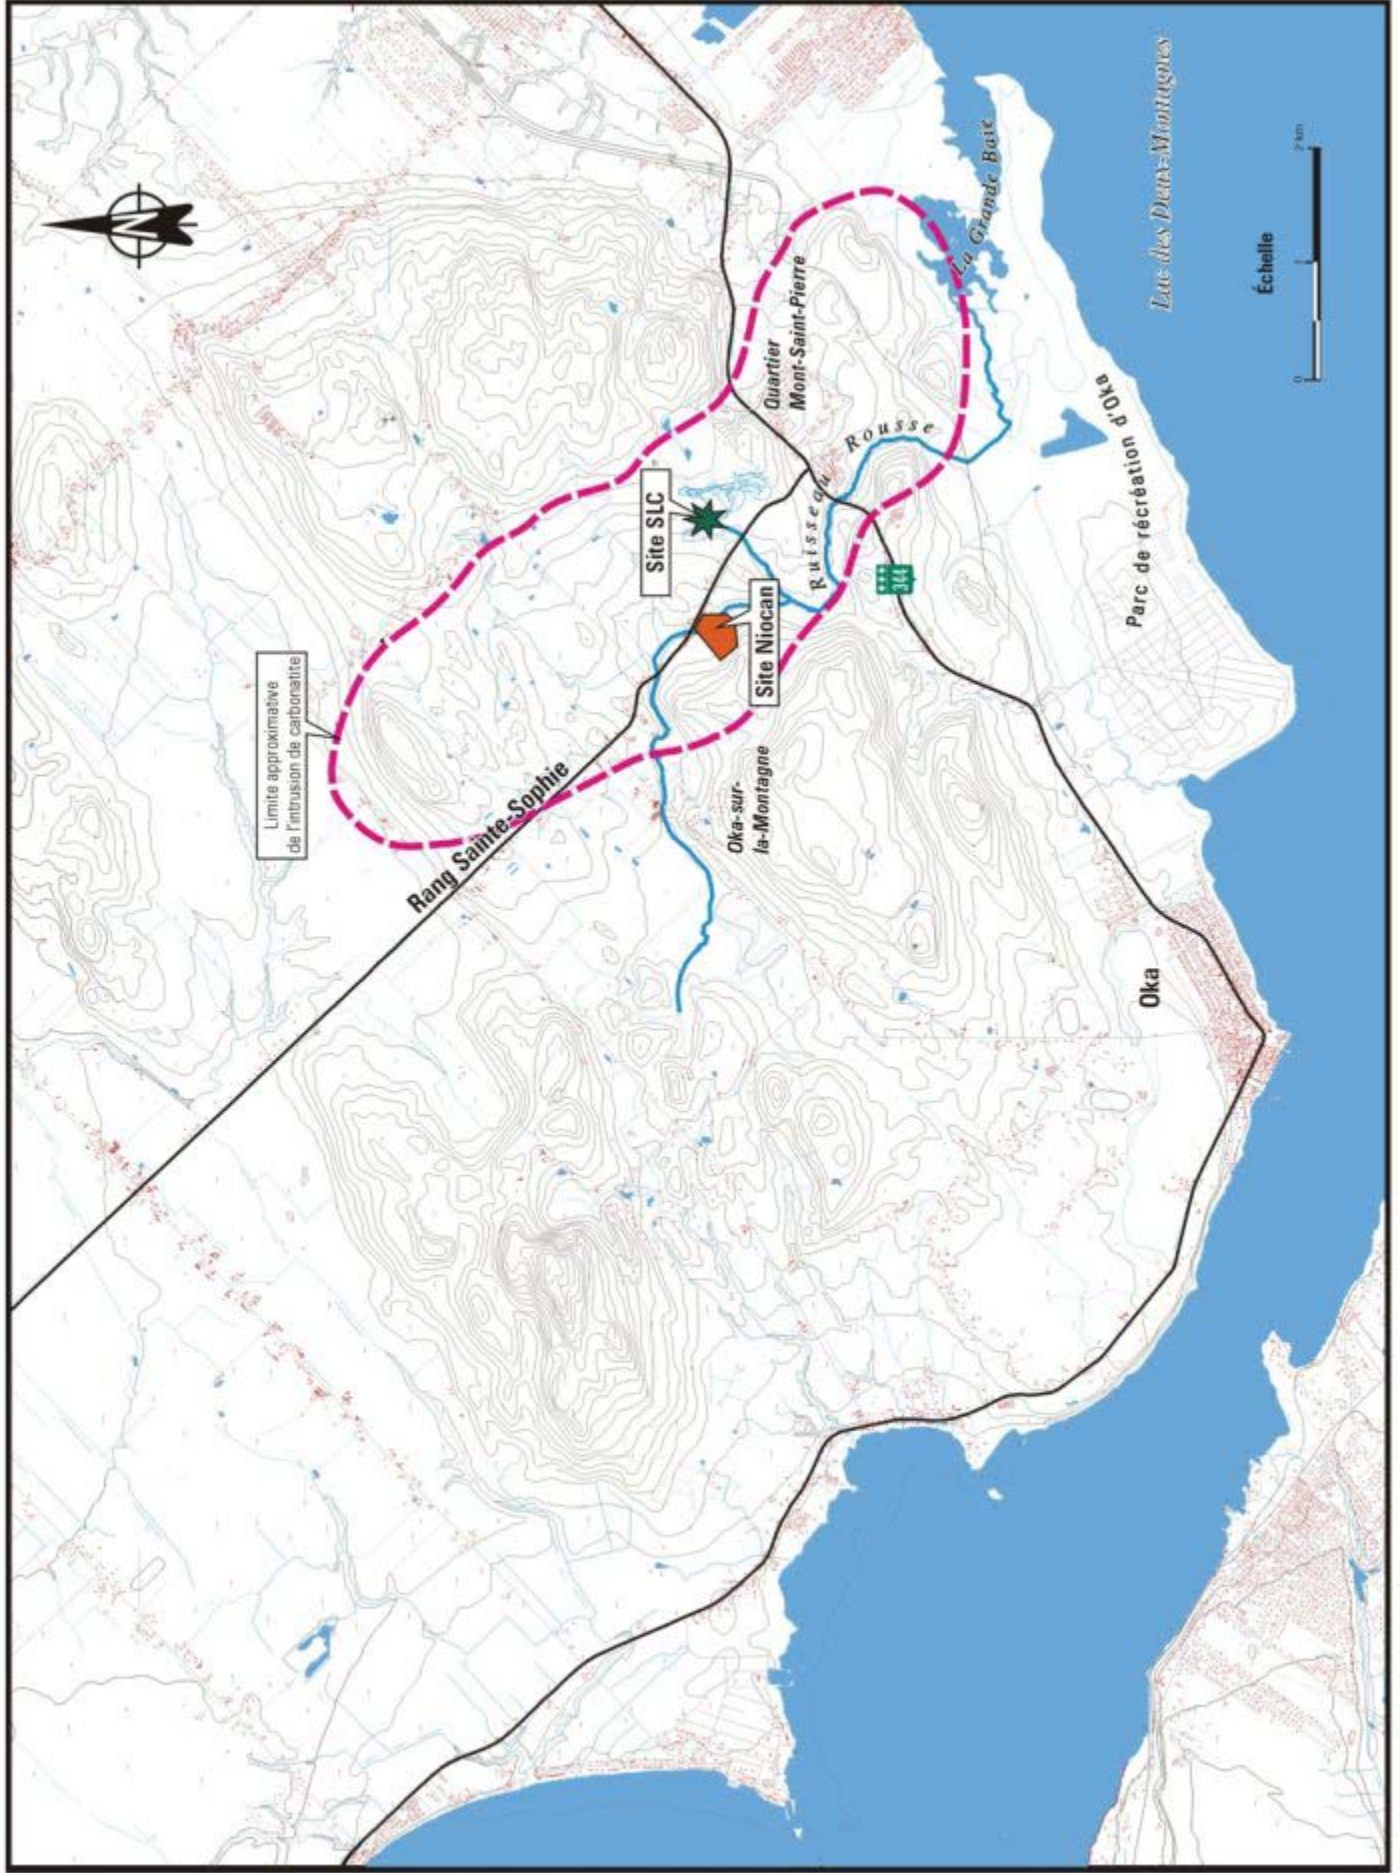 Limite approximative
de l'intrusion de carbonatite
Rang Sainte-Sophie
Oka-sur-
la-Montagne
Site Niocan
Site SLC
Quartier
Mont-Saint-Pierre
Ruisseau Rousse
La Grande Baie
344
Oka
Parc de récréation d'Oka
Lac des Deux-Montagnes
Échelle
0 1 2 km
N